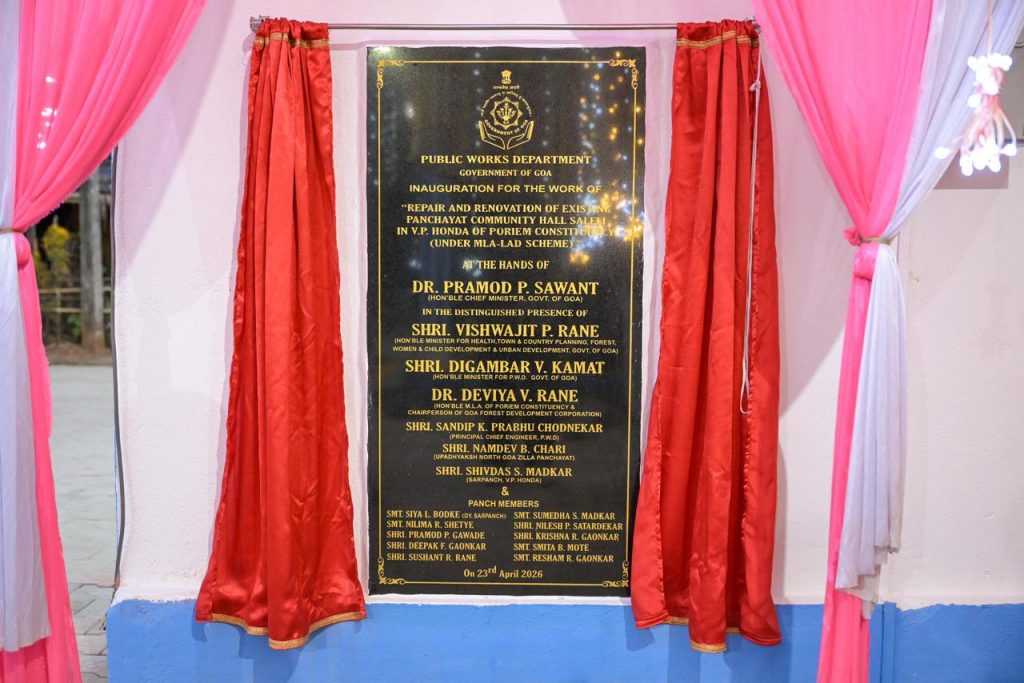 सत्यमेव जयते
GOVERNMENT OF GOA
PUBLIC WORKS DEPARTMENT
GOVERNMENT OF GOA
INAUGURATION FOR THE WORK OF
"REPAIR AND RENOVATION OF EXISTING
PANCHAYAT COMMUNITY HALL SALELI
IN V.P. HONDA OF PORIEM CONSTITUENCY
(UNDER MLA-LAD SCHEME)."
AT THE HANDS OF
DR. PRAMOD P. SAWANT
(HON'BLE CHIEF MINISTER, GOVT. OF GOA)
IN THE DISTINGUISHED PRESENCE OF
SHRI. VISHWAJIT P. RANE
(HON'BLE MINISTER FOR HEALTH,TOWN & COUNTRY PLANNING, FOREST,
WOMEN & CHILD DEVELOPMENT & URBAN DEVELOPMENT, GOVT. OF GOA)
SHRI. DIGAMBAR V. KAMAT
(HON'BLE MINISTER FOR P.W.D. GOVT. OF GOA)
DR. DEVIYA V. RANE
(HON'BLE M.L.A. OF PORIEM CONSTITUENCY &
CHAIRPERSON OF GOA FOREST DEVELOPMENT CORPORATION)
SHRI. SANDIP K. PRABHU CHODNEKAR
(PRINCIPAL CHIEF ENGINEER, P.W.D)
SHRI. NAMDEV B. CHARI
(UPADHYAKSH NORTH GOA ZILLA PANCHAYAT)
SHRI. SHIVDAS S. MADKAR
(SARPANCH, V.P. HONDA)
&
PANCH MEMBERS
SMT. SIYA L. BODKE (DY. SARPANCH)
SMT. NILIMA R. SHETYE
SHRI. PRAMOD P. GAWADE
SHRI. DEEPAK F. GAONKAR
SHRI. SUSHANT R. RANE
SMT. SUMEDHA S. MADKAR
SHRI. NILESH P. SATARDEKAR
SHRI. KRISHNA R. GAONKAR
SMT. SMITA B. MOTE
SMT. RESHAM R. GAONKAR
On 23rd April 2026